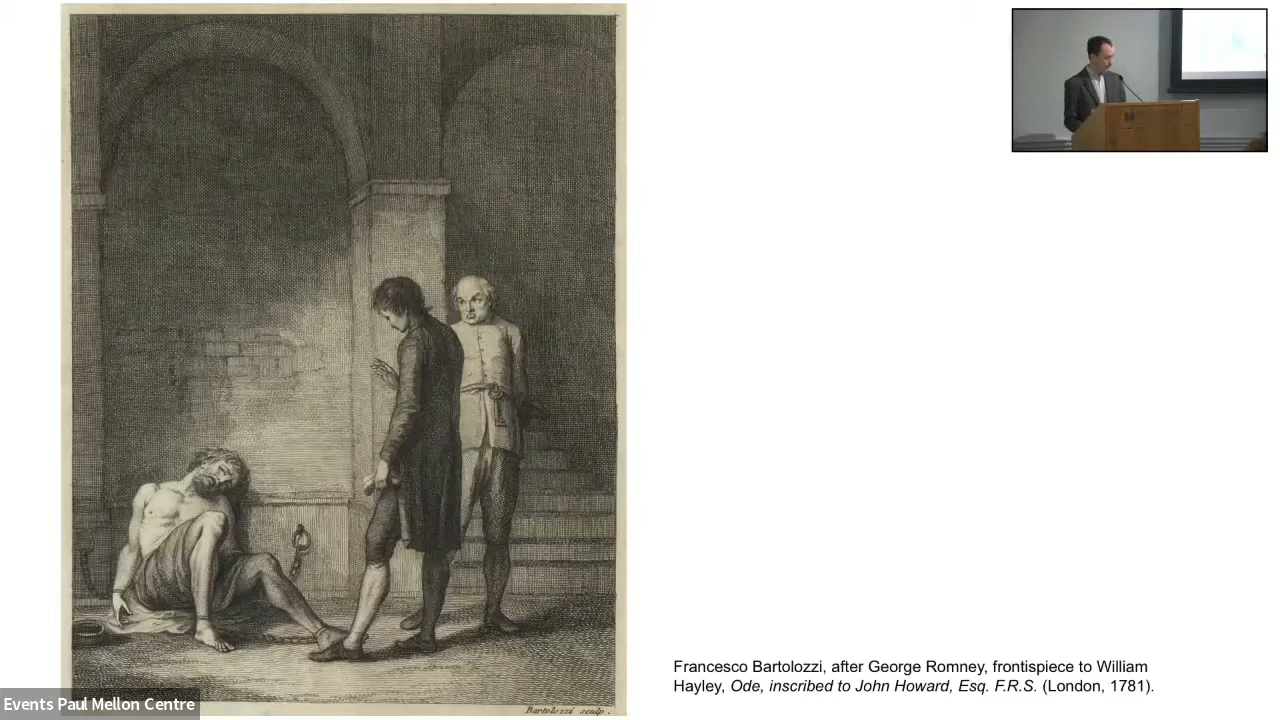 Bartolozzi sculp.
Francesco Bartolozzi, after George Romney, frontispiece to William
Hayley, Ode, inscribed to John Howard, Esq. F.R.S. (London, 1781).
Events Paul Mellon Centre